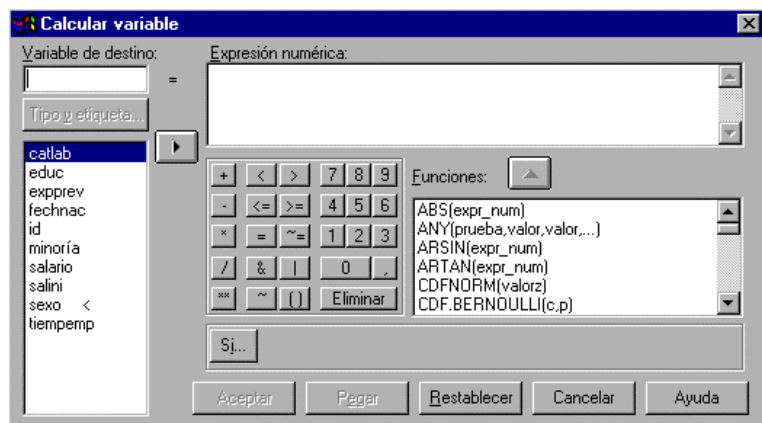 Calcular variable
Variable de destino:
Expresión numérica:
=
Tipo y etiqueta...
catlab
educ
expprev
fechnac
id
minoría
salario
salini
sexo <
tiempemp
+ < > 7 8 9
- <= >= 4 5 6
* = ~= 1 2 3
/ & | 0 ,
** ~ () Eliminar
Funciones:
ABS(expr_num)
ANY(prueba,valor,valor,...)
ARSIN(expr_num)
ARTAN(expr_num)
CDFNORM(valorz)
CDF.BERNOULLI(c,p)
Si...
Aceptar Pegar Restablecer Cancelar Ayuda